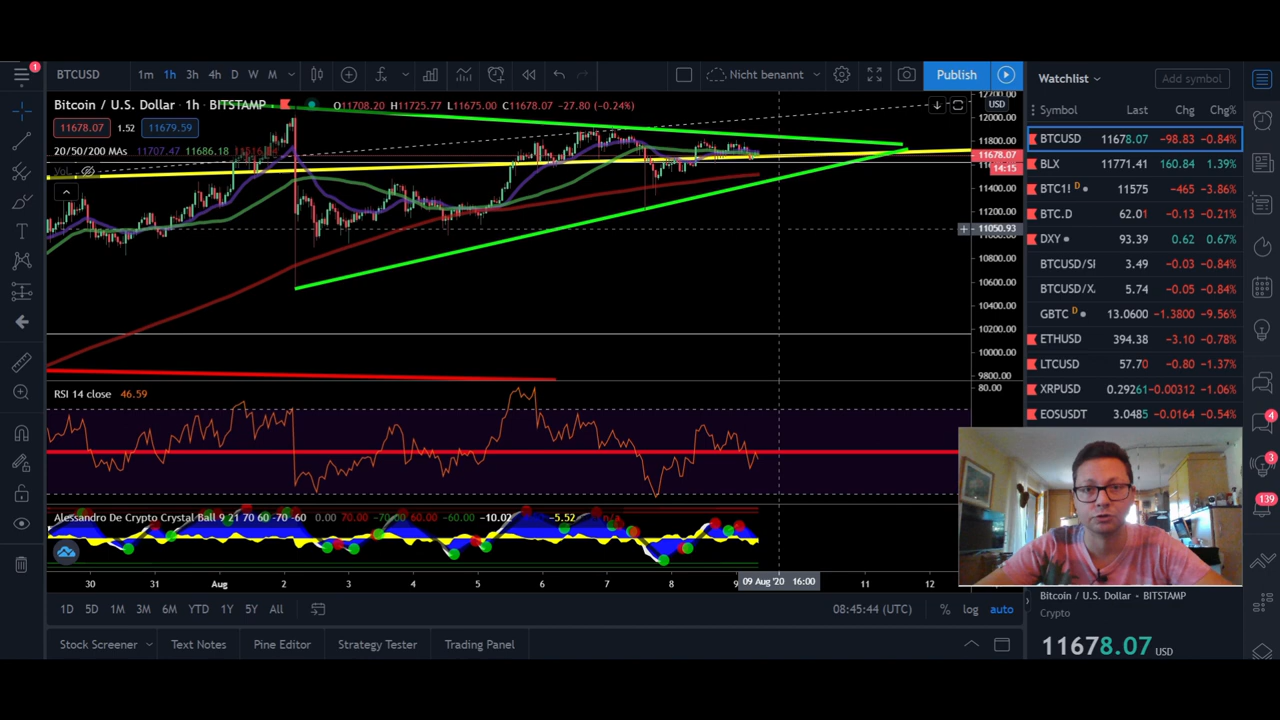 1
BTCUSD 1m 1h 3h 4h D W M Nicht benannt Publish Watchlist Add symbol
Bitcoin / U.S. Dollar · 1h · BITSTAMP O11708.20 H11725.77 L11675.00 C11678.07 −27.80 (−0.24%) USD
11678.07 1.52 11679.59
20/50/200 MAs 11707.47 11686.18
Vol
12000.00
11800.00
11678.07
14:15
11400.00
11200.00
11050.93
10800.00
10600.00
10400.00
10200.00
10000.00
9800.00
80.00
Symbol Last Chg Chg%
BTCUSD 11678.07 −98.83 −0.84%
BLX 11771.41 160.84 1.39%
BTC1! D 11575 −465 −3.86%
BTC.D 62.01 −0.13 −0.21%
DXY 93.39 0.62 0.67%
BTCUSD/SI 3.49 −0.03 −0.84%
BTCUSD/X 5.74 −0.05 −0.84%
GBTC D 13.0600 −1.3800 −9.56%
ETHUSD 394.38 −3.10 −0.78%
LTCUSD 57.70 −0.80 −1.37%
XRPUSD 0.29261 −0.00312 −1.06%
EOSUSDT 3.0485 −0.0164 −0.54%
4
3
139
RSI 14 close 46.59
Alessandro De Crypto Crystal Ball 9 21 70 60 -70 -60 0.00 70.00 −70.00 60.00 −60.00 −10.02 −5.52 n/a
30 31 Aug 2 3 4 5 6 7 8 9 09 Aug '20 16:00 11 12
1D 5D 1M 3M 6M YTD 1Y 5Y All 08:45:44 (UTC) % log auto
Stock Screener Text Notes Pine Editor Strategy Tester Trading Panel
Bitcoin / U.S. Dollar • BITSTAMP
Crypto
11678.07 USD